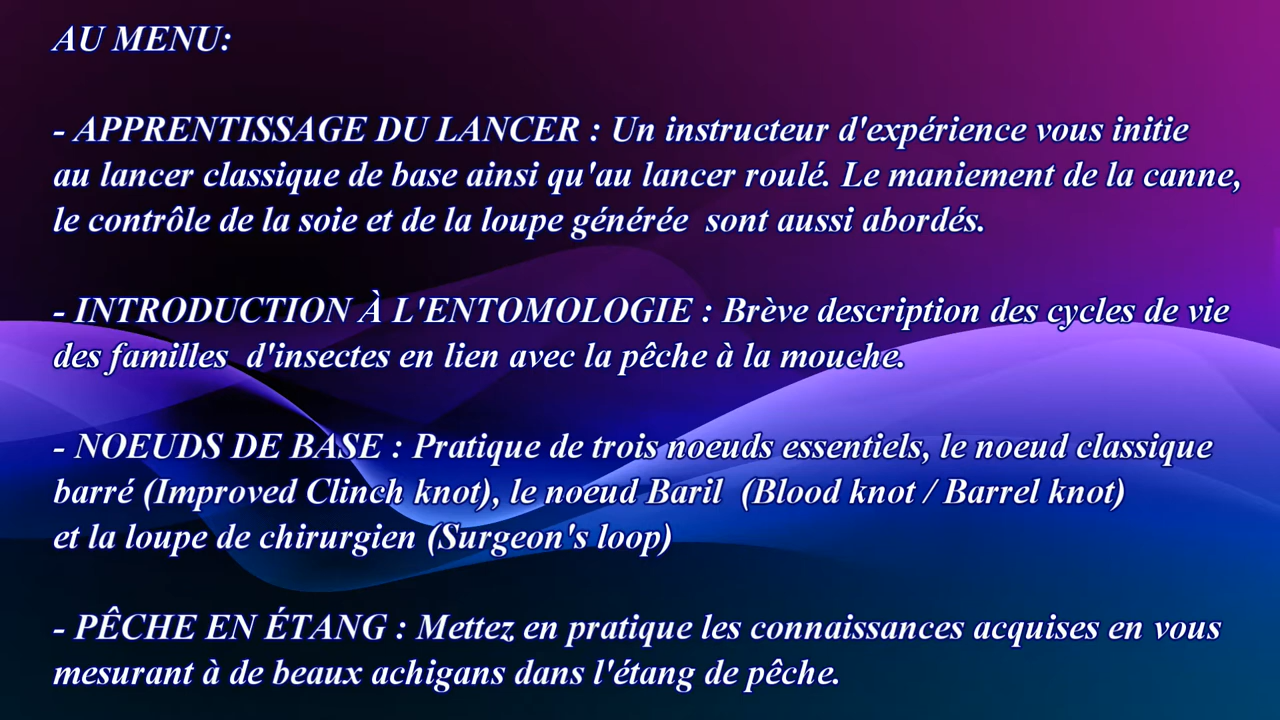 AU MENU:
- APPRENTISSAGE DU LANCER : Un instructeur d'expérience vous initie
au lancer classique de base ainsi qu'au lancer roulé. Le maniement de la canne,
le contrôle de la soie et de la loupe générée  sont aussi abordés.
- INTRODUCTION À L'ENTOMOLOGIE : Brève description des cycles de vie
des familles  d'insectes en lien avec la pêche à la mouche.
- NOEUDS DE BASE : Pratique de trois noeuds essentiels, le noeud classique
barré (Improved Clinch knot), le noeud Baril  (Blood knot / Barrel knot)
et la loupe de chirurgien (Surgeon's loop)
- PÊCHE EN ÉTANG : Mettez en pratique les connaissances acquises en vous
mesurant à de beaux achigans dans l'étang de pêche.